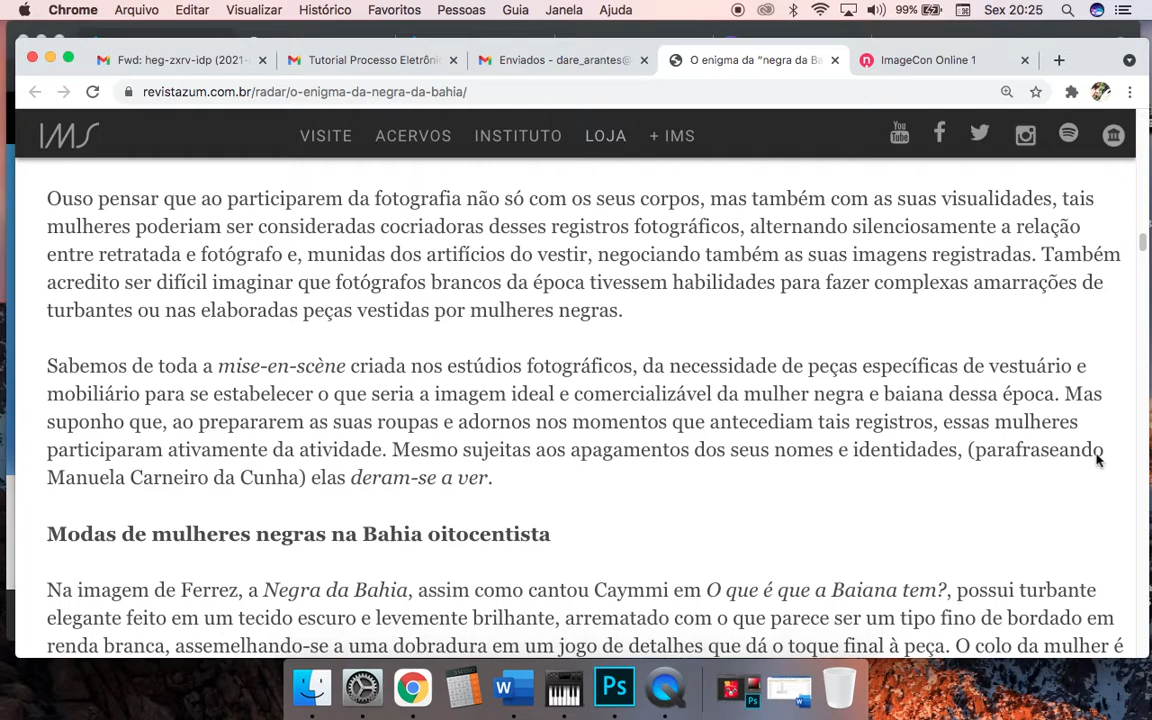 Chrome Arquivo Editar Visualizar Histórico Favoritos Pessoas Guia Janela Ajuda 99% Sex 20:25
Fwd: heg-zxrv-idp (2021- Tutorial Processo Eletrôni Enviados - dare_arantes@ O enigma da “negra da Ba ImageCon Online 1
revistazum.com.br/radar/o-enigma-da-negra-da-bahia/
IMS VISITE ACERVOS INSTITUTO LOJA + IMS You Tube
Ouso pensar que ao participarem da fotografia não só com os seus corpos, mas também com as suas visualidades, tais
mulheres poderiam ser consideradas cocriadoras desses registros fotográficos, alternando silenciosamente a relação
entre retratada e fotógrafo e, munidas dos artifícios do vestir, negociando também as suas imagens registradas. Também
acredito ser difícil imaginar que fotógrafos brancos da época tivessem habilidades para fazer complexas amarrações de
turbantes ou nas elaboradas peças vestidas por mulheres negras.
Sabemos de toda a mise-en-scène criada nos estúdios fotográficos, da necessidade de peças específicas de vestuário e
mobiliário para se estabelecer o que seria a imagem ideal e comercializável da mulher negra e baiana dessa época. Mas
suponho que, ao prepararem as suas roupas e adornos nos momentos que antecediam tais registros, essas mulheres
participaram ativamente da atividade. Mesmo sujeitas aos apagamentos dos seus nomes e identidades, (parafraseando
Manuela Carneiro da Cunha) elas deram-se a ver.
Modas de mulheres negras na Bahia oitocentista
Na imagem de Ferrez, a Negra da Bahia, assim como cantou Caymmi em O que é que a Baiana tem?, possui turbante
elegante feito em um tecido escuro e levemente brilhante, arrematado com o que parece ser um tipo fino de bordado em
renda branca, assemelhando-se a uma dobradura em um jogo de detalhes que dá o toque final à peça. O colo da mulher é
W Ps Ps W